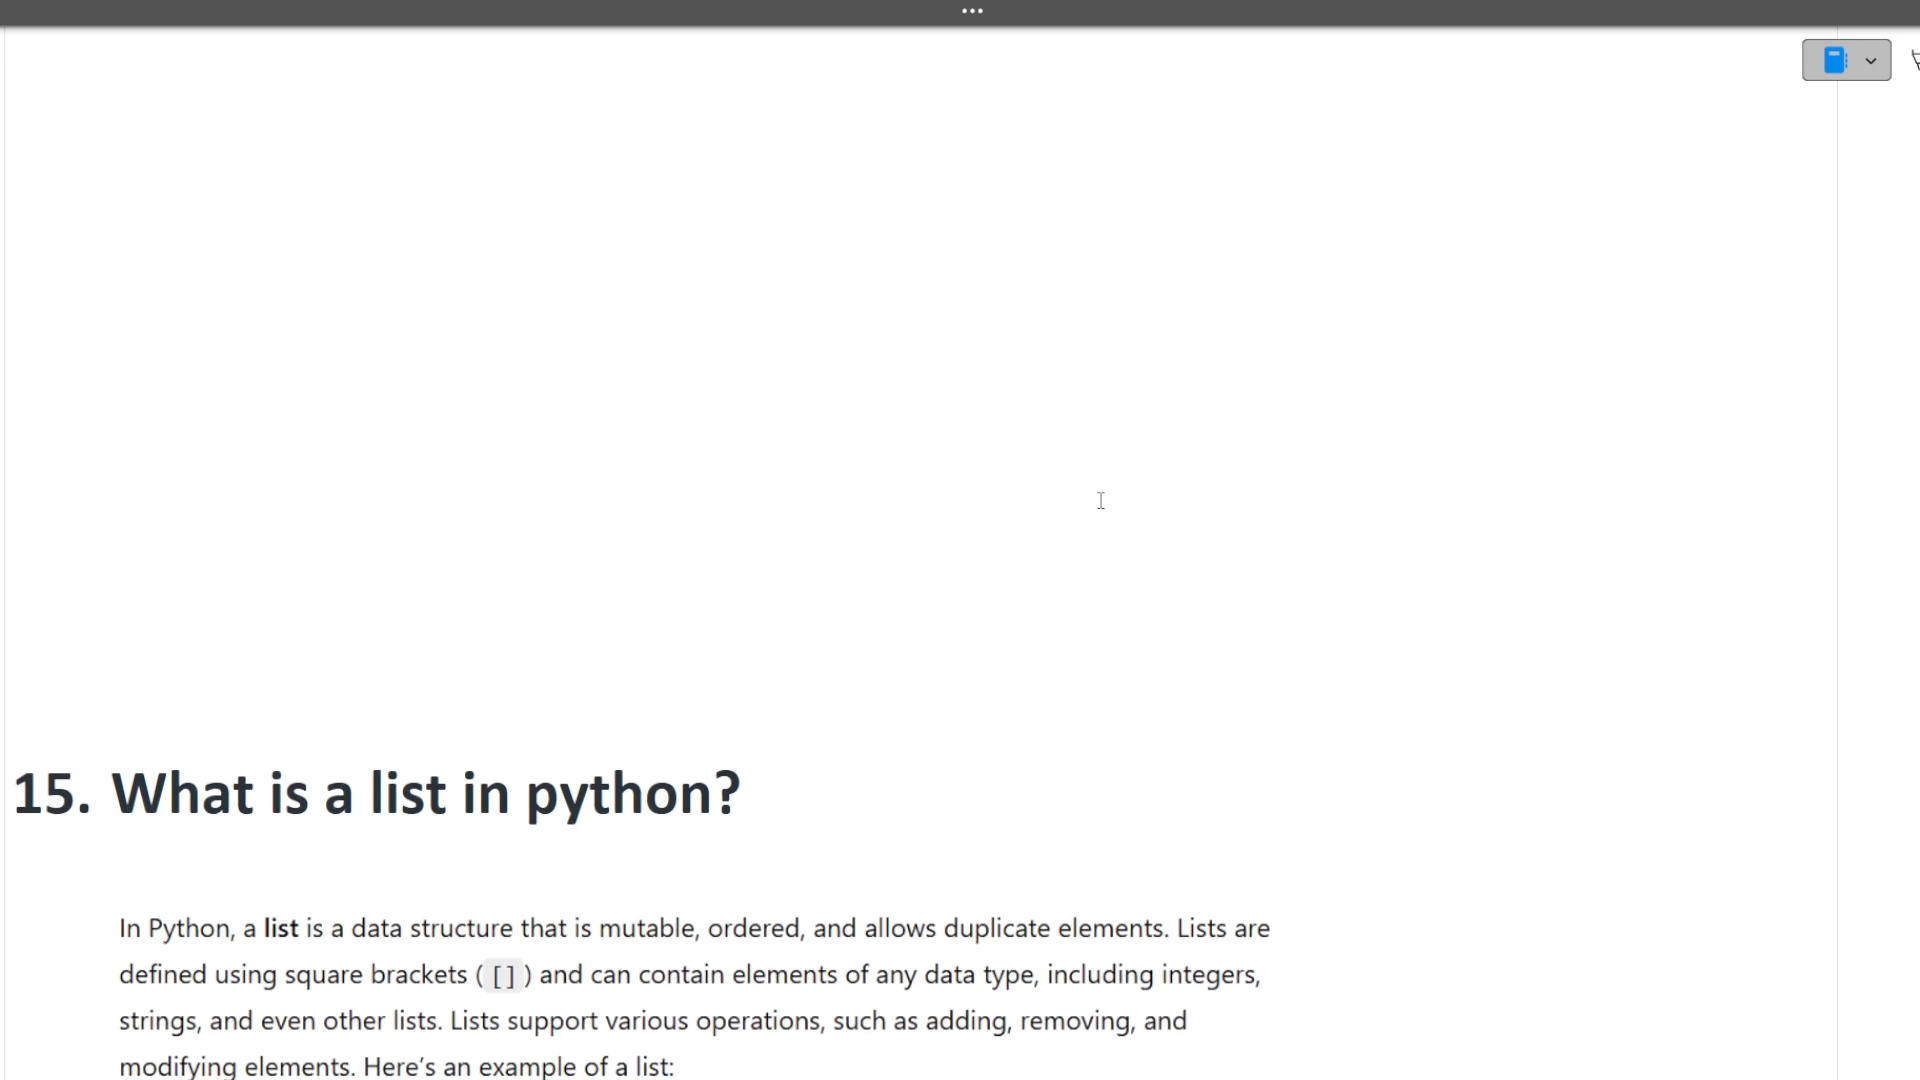 15. What is a list in python?
In Python, a list is a data structure that is mutable, ordered, and allows duplicate elements. Lists are
defined using square brackets ([]) and can contain elements of any data type, including integers,
strings, and even other lists. Lists support various operations, such as adding, removing, and
modifying elements. Here’s an example of a list: